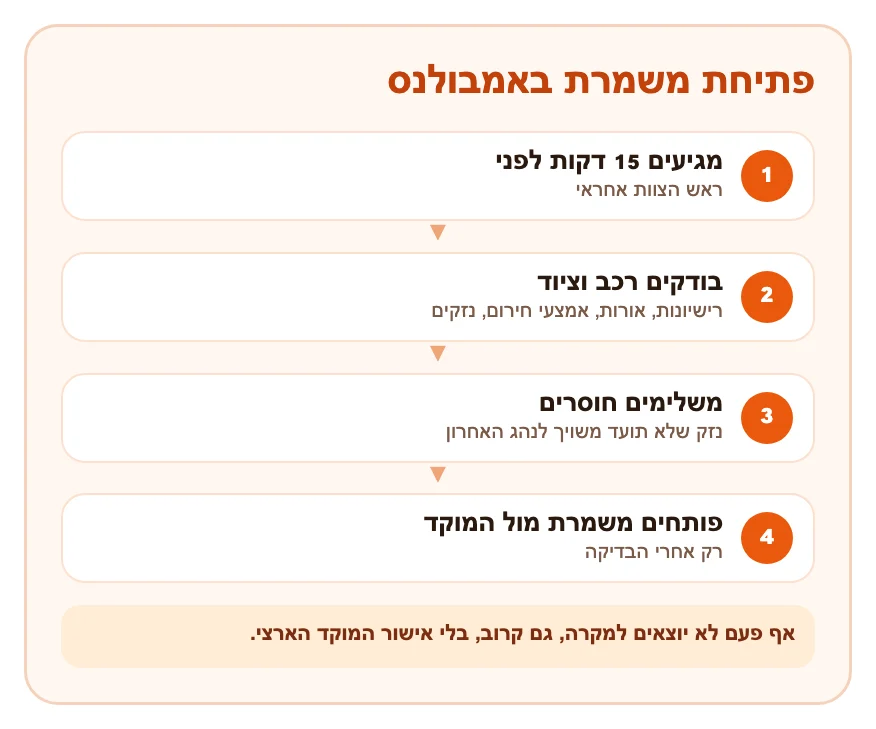 פתיחת משמרת באמבולנס
1
מגיעים 15 דקות לפני
ראש הצוות אחראי
2
בודקים רכב וציוד
רישיונות, אורות, אמצעי חירום, נזקים
3
משלימים חוסרים
נזק שלא תועד משויך לנהג האחרון
4
פותחים משמרת מול המוקד
רק אחרי הבדיקה
אף פעם לא יוצאים למקרה, גם קרוב, בלי אישור המוקד הארצי.